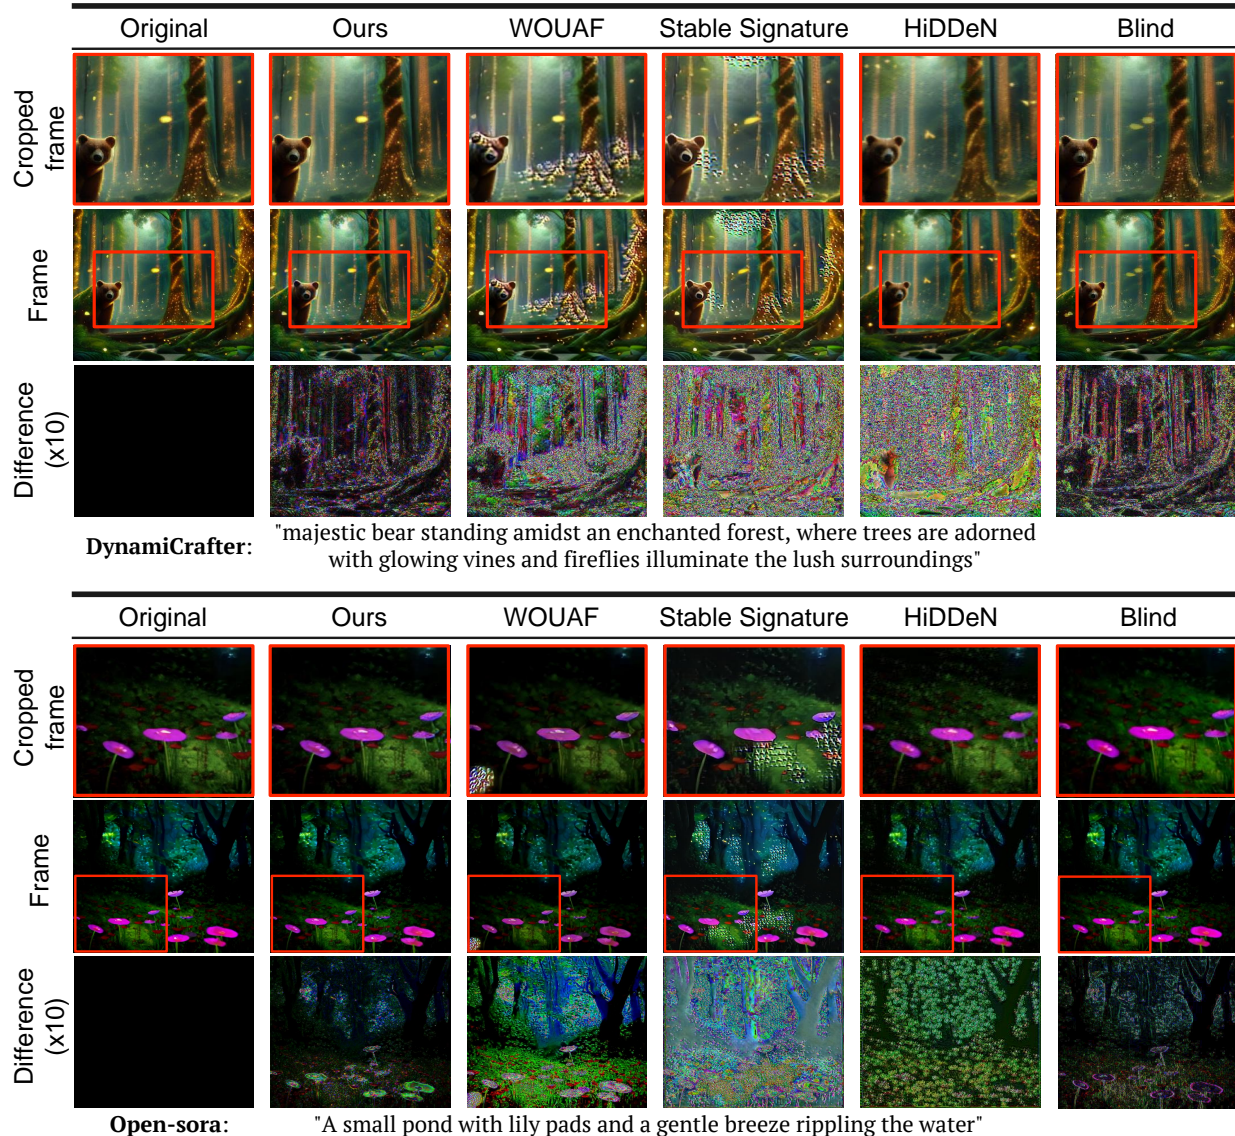 Original Ours WOUAF Stable Signature HiDDeN Blind
Cropped
frame
Frame
Difference
(x10)
DynamiCrafter: "majestic bear standing amidst an enchanted forest, where trees are adorned
with glowing vines and fireflies illuminate the lush surroundings"
Original Ours WOUAF Stable Signature HiDDeN Blind
Cropped
frame
Frame
Difference
(x10)
Open-sora: "A small pond with lily pads and a gentle breeze rippling the water"